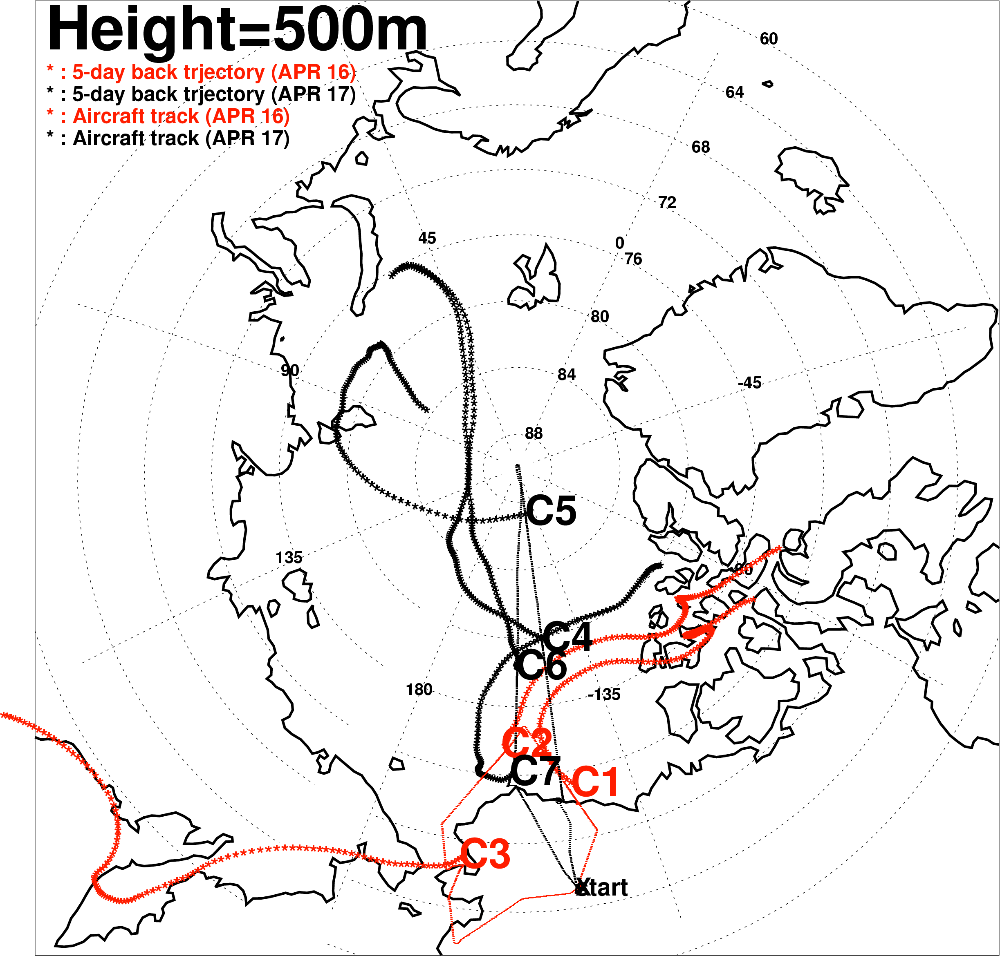 Height=500m
* : 5-day back trjectory (APR 16)
* : 5-day back trjectory (APR 17)
* : Aircraft track (APR 16)
* : Aircraft track (APR 17)
60
64
68
72
45
0
76
80
90
84
-45
88
C5
135
-90
C4
C6
180
-135
C2
C7
C1
C3
Xtart